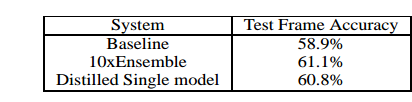 System Test Frame Accuracy
Baseline 58.9%
10xEnsemble 61.1%
Distilled Single model 60.8%